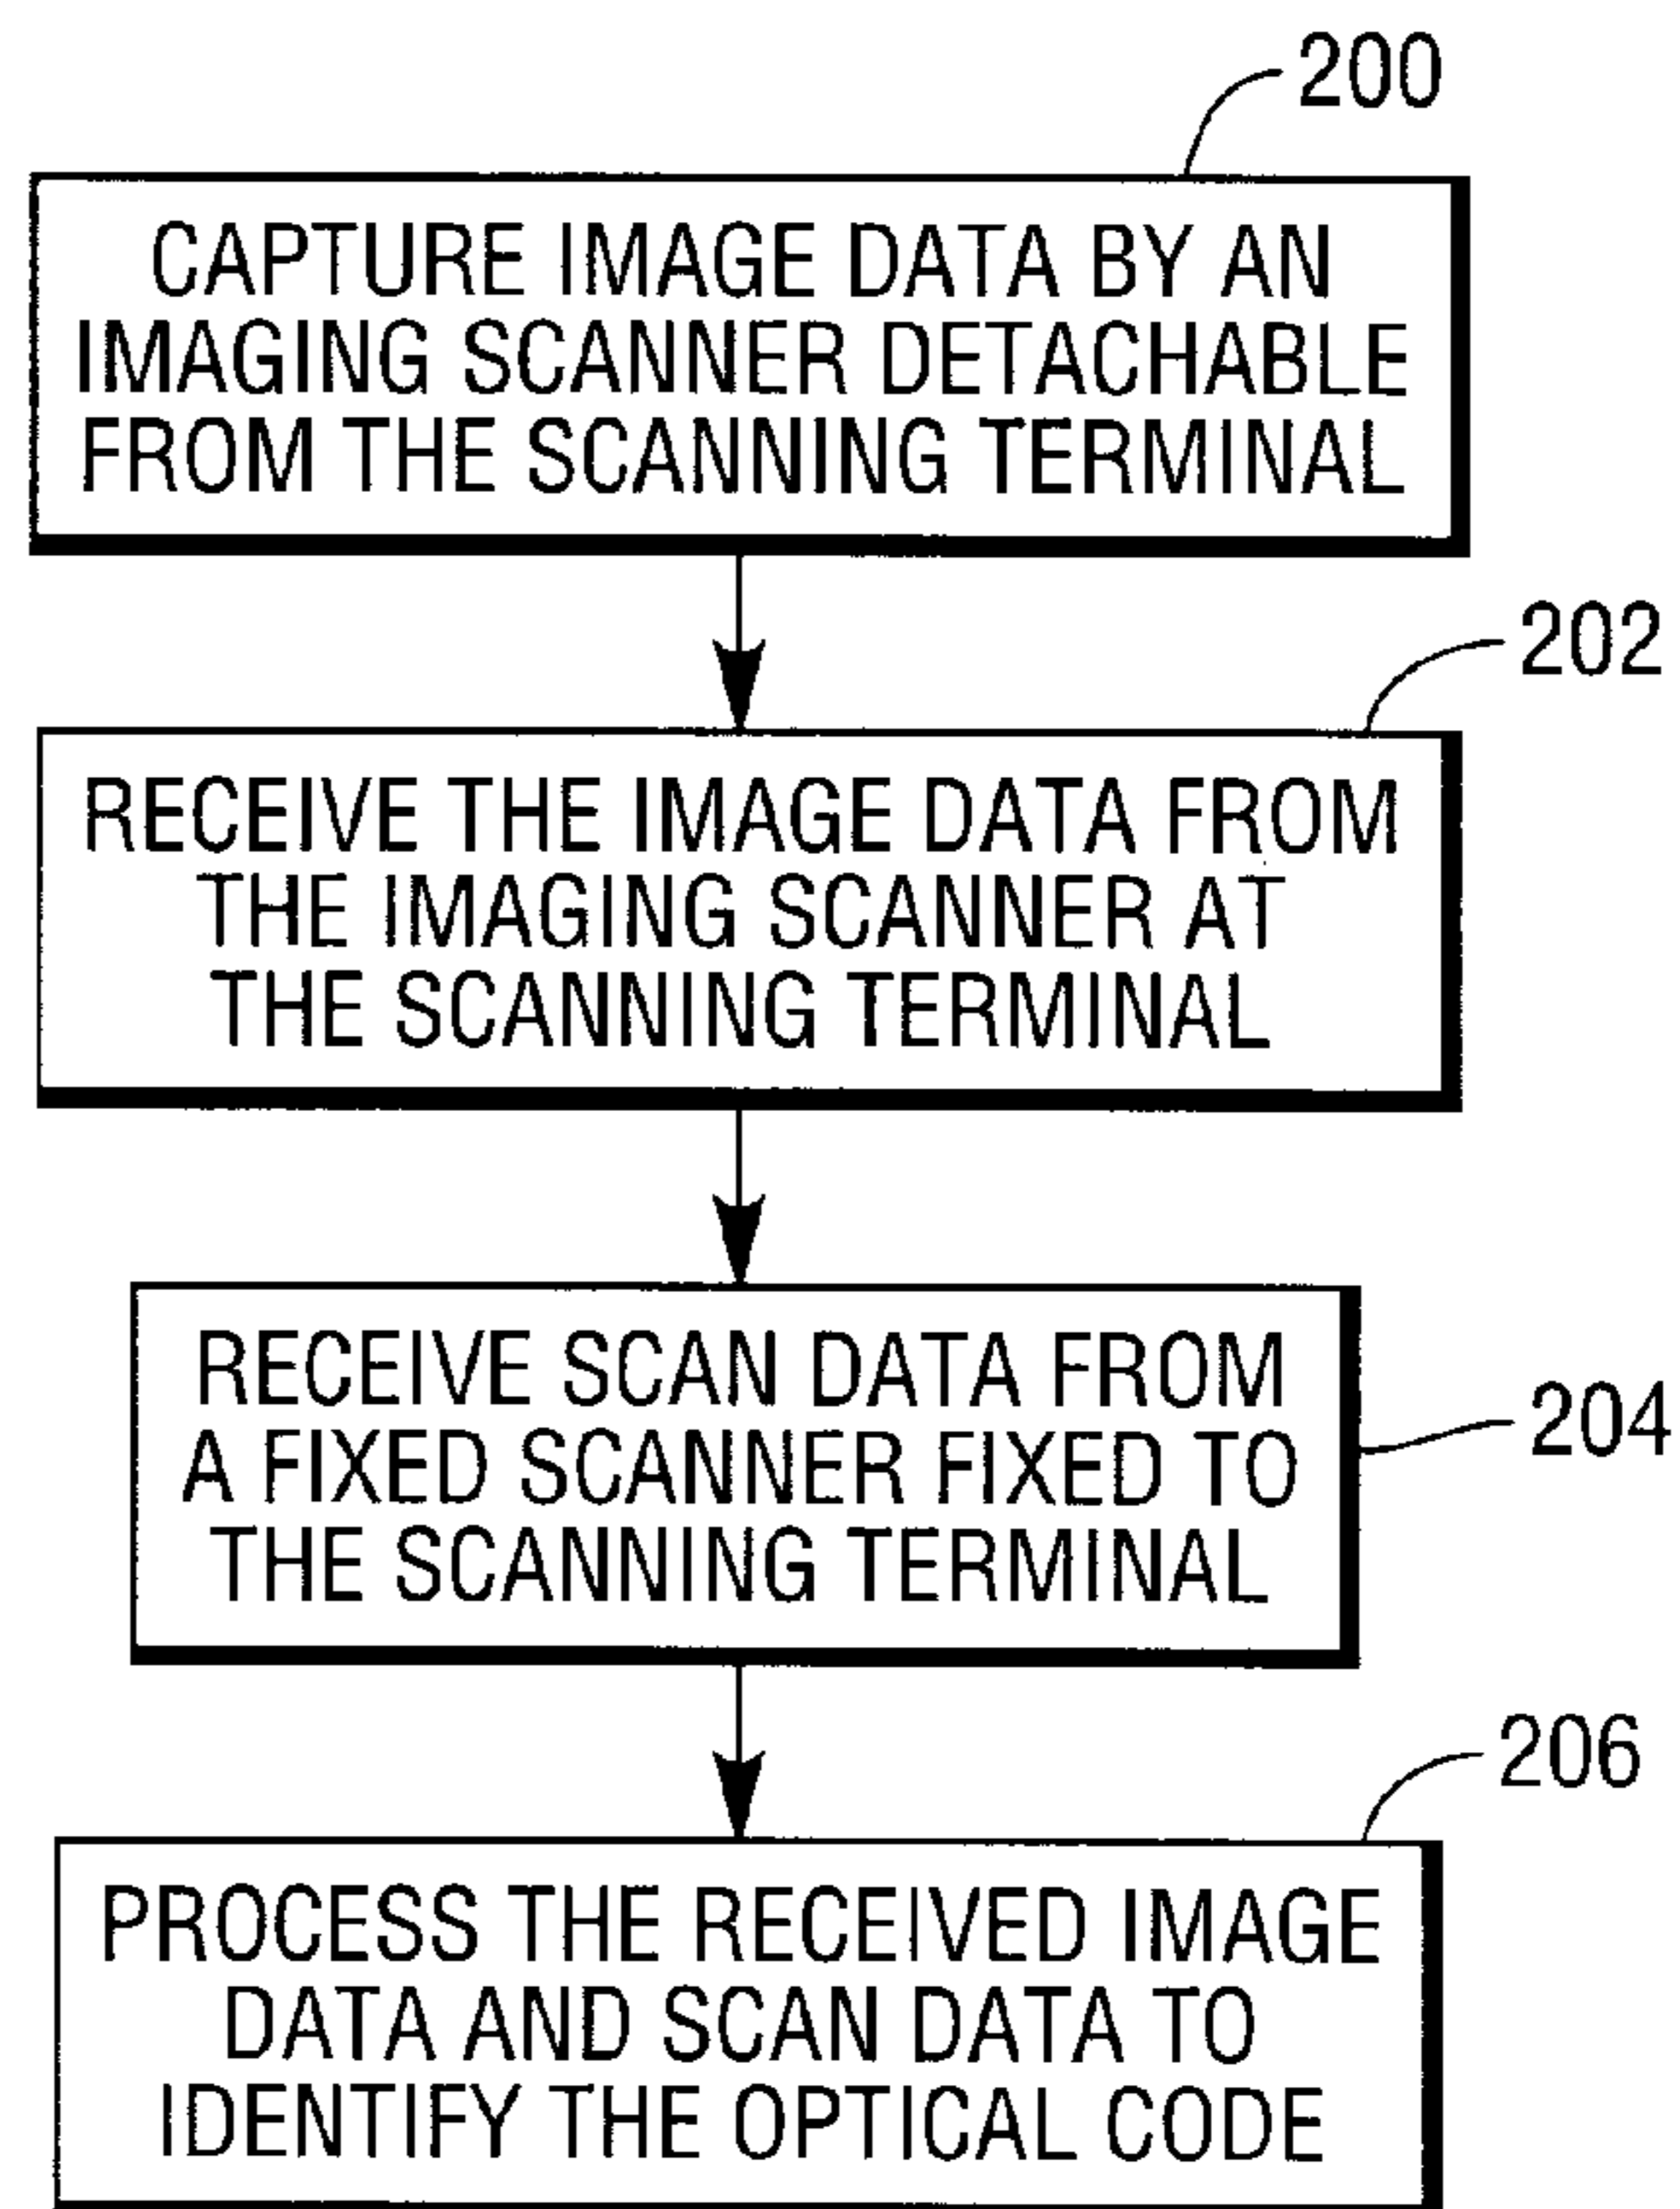 200
CAPTURE IMAGE DATA BY AN
IMAGING SCANNER DETACHABLE
FROM THE SCANNING TERMINAL
202
RECEIVE THE IMAGE DATA FROM
THE IMAGING SCANNER AT
THE SCANNING TERMINAL
RECEIVE SCAN DATA FROM
A FIXED SCANNER FIXED TO
THE SCANNING TERMINAL
204
206
PROCESS THE RECEIVED IMAGE
DATA AND SCAN DATA TO
IDENTIFY THE OPTICAL CODE